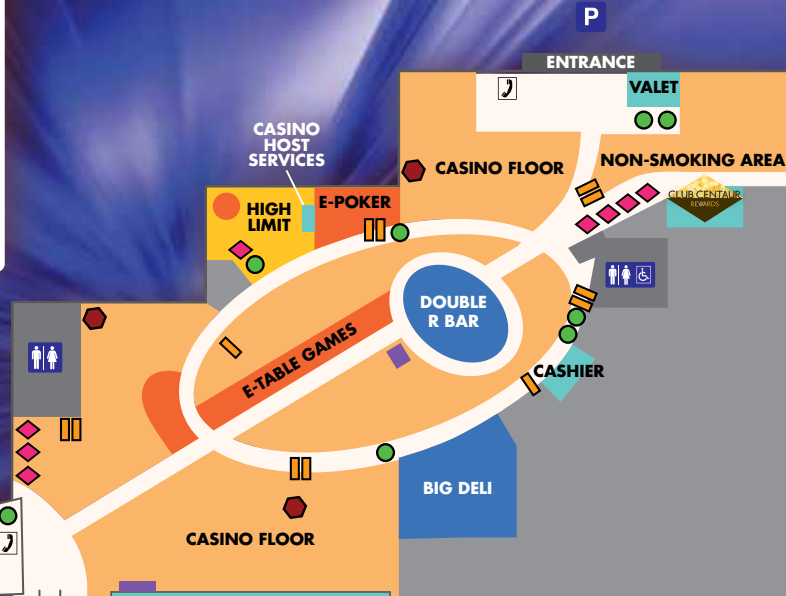 P
ENTRANCE
VALET
CASINO
HOST
SERVICES
CASINO FLOOR
NON-SMOKING AREA
CLUB CENTAUR
REWARDS
E-POKER
HIGH
LIMIT
DOUBLE
R BAR
E-TABLE GAMES
CASHIER
BIG DELI
CASINO FLOOR